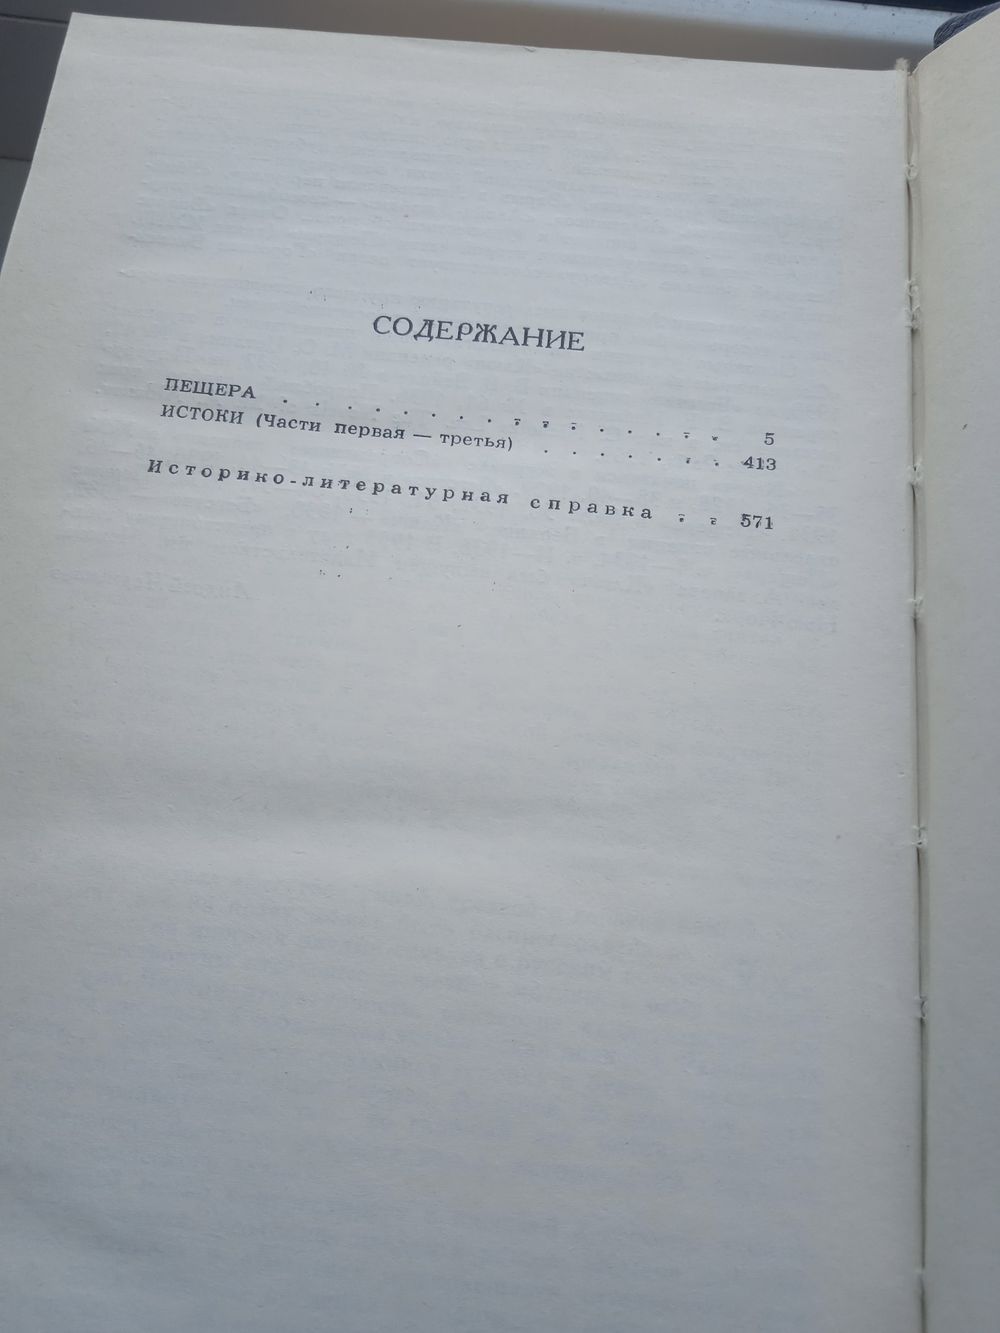 СОДЕРЖАНИЕ
ПЕЩЕРА . . . . . . . . . . . . . . . 5
ИСТОКИ (Части первая — третья) . . . . . . . 413
Историко-литературная справка . . 571